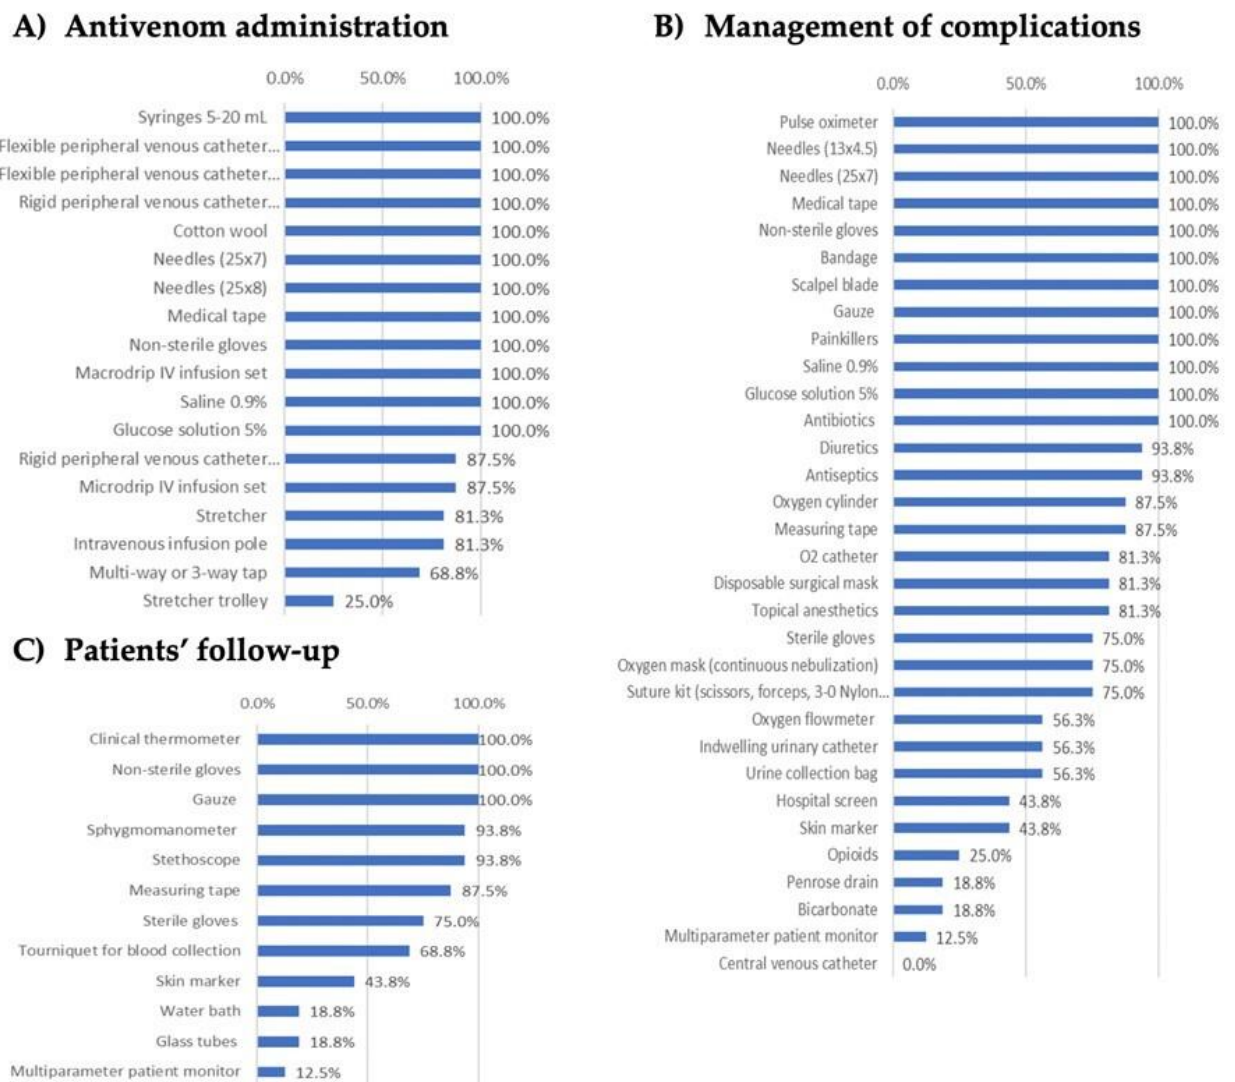 A) Antivenom administration
0.0% 50.0% 100.0%
Syringes 5-20 mL 100.0%
Flexible peripheral venous catheter... 100.0%
Flexible peripheral venous catheter... 100.0%
Rigid peripheral venous catheter... 100.0%
Cotton wool 100.0%
Needles (25x7) 100.0%
Needles (25x8) 100.0%
Medical tape 100.0%
Non-sterile gloves 100.0%
Macrodrip IV infusion set 100.0%
Saline 0.9% 100.0%
Glucose solution 5% 100.0%
Rigid peripheral venous catheter... 87.5%
Microdrip IV infusion set 87.5%
Stretcher 81.3%
Intravenous infusion pole 81.3%
Multi-way or 3-way tap 68.8%
Stretcher trolley 25.0%
B) Management of complications
0.0% 50.0% 100.0%
Pulse oximeter 100.0%
Needles (13x4.5) 100.0%
Needles (25x7) 100.0%
Medical tape 100.0%
Non-sterile gloves 100.0%
Bandage 100.0%
Scalpel blade 100.0%
Gauze 100.0%
Painkillers 100.0%
Saline 0.9% 100.0%
Glucose solution 5% 100.0%
Antibiotics 100.0%
Diuretics 93.8%
Antiseptics 93.8%
Oxygen cylinder 87.5%
Measuring tape 87.5%
O2 catheter 81.3%
Disposable surgical mask 81.3%
Topical anesthetics 81.3%
Sterile gloves 75.0%
Oxygen mask (continuous nebulization) 75.0%
Suture kit (scissors, forceps, 3-0 Nylon... 75.0%
Oxygen flowmeter 56.3%
Indwelling urinary catheter 56.3%
Urine collection bag 56.3%
Hospital screen 43.8%
Skin marker 43.8%
Opioids 25.0%
Penrose drain 18.8%
Bicarbonate 18.8%
Multiparameter patient monitor 12.5%
Central venous catheter 0.0%
C) Patients’ follow-up
0.0% 50.0% 100.0%
Clinical thermometer 100.0%
Non-sterile gloves 100.0%
Gauze 100.0%
Sphygmomanometer 93.8%
Stethoscope 93.8%
Measuring tape 87.5%
Sterile gloves 75.0%
Tourniquet for blood collection 68.8%
Skin marker 43.8%
Water bath 18.8%
Glass tubes 18.8%
Multiparameter patient monitor 12.5%